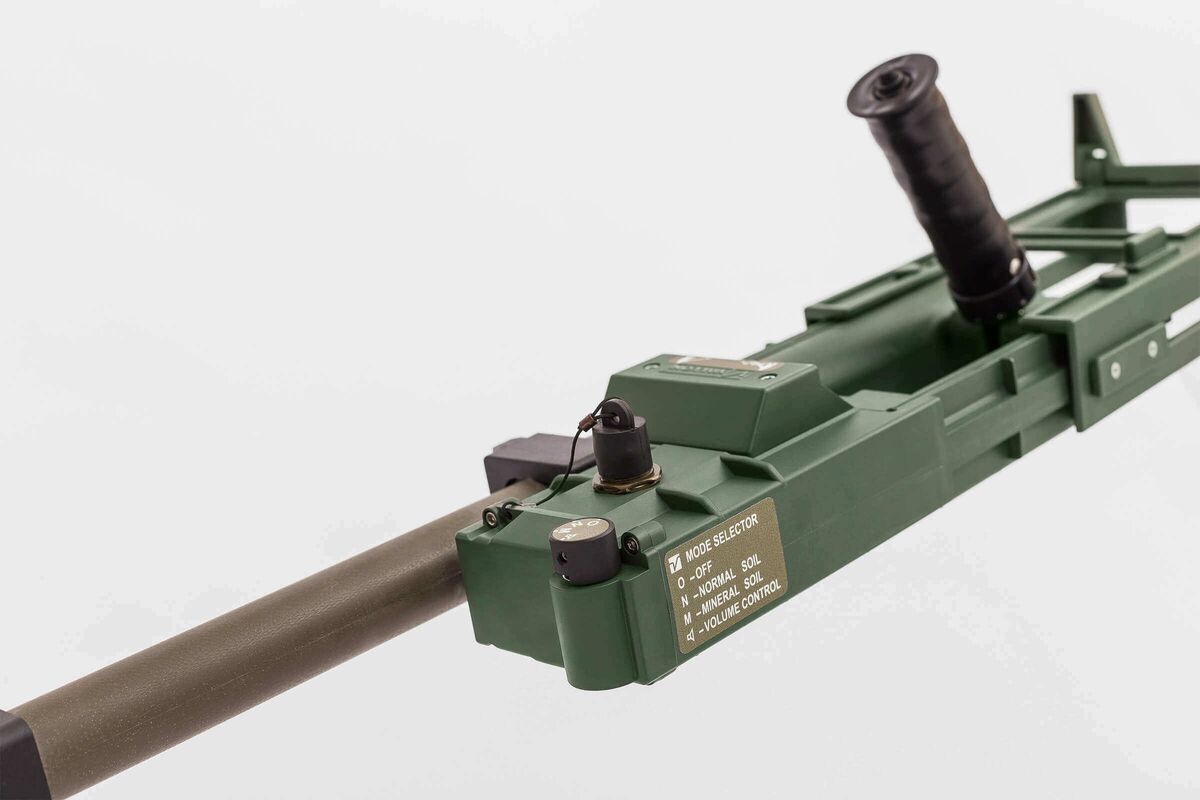 MODE SELECTOR
O – OFF
N – NORMAL SOIL
M – MINERAL SOIL
– VOLUME CONTROL